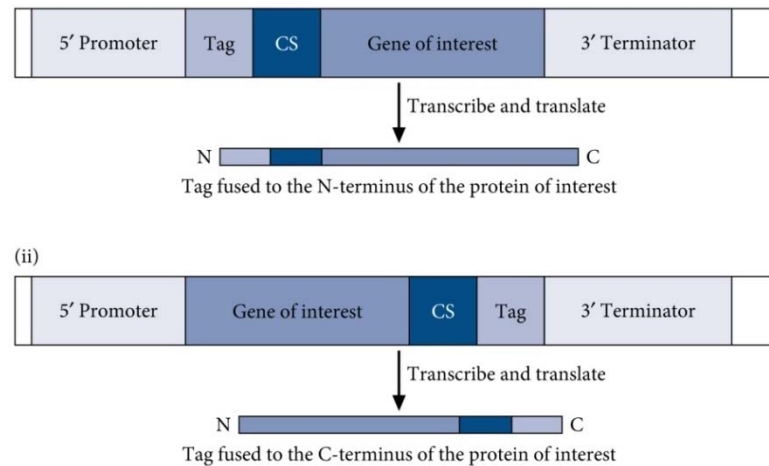 5′ Promoter Tag CS Gene of interest 3′ Terminator
Transcribe and translate
N C
Tag fused to the N-terminus of the protein of interest
(ii)
5′ Promoter Gene of interest CS Tag 3′ Terminator
Transcribe and translate
N C
Tag fused to the C-terminus of the protein of interest